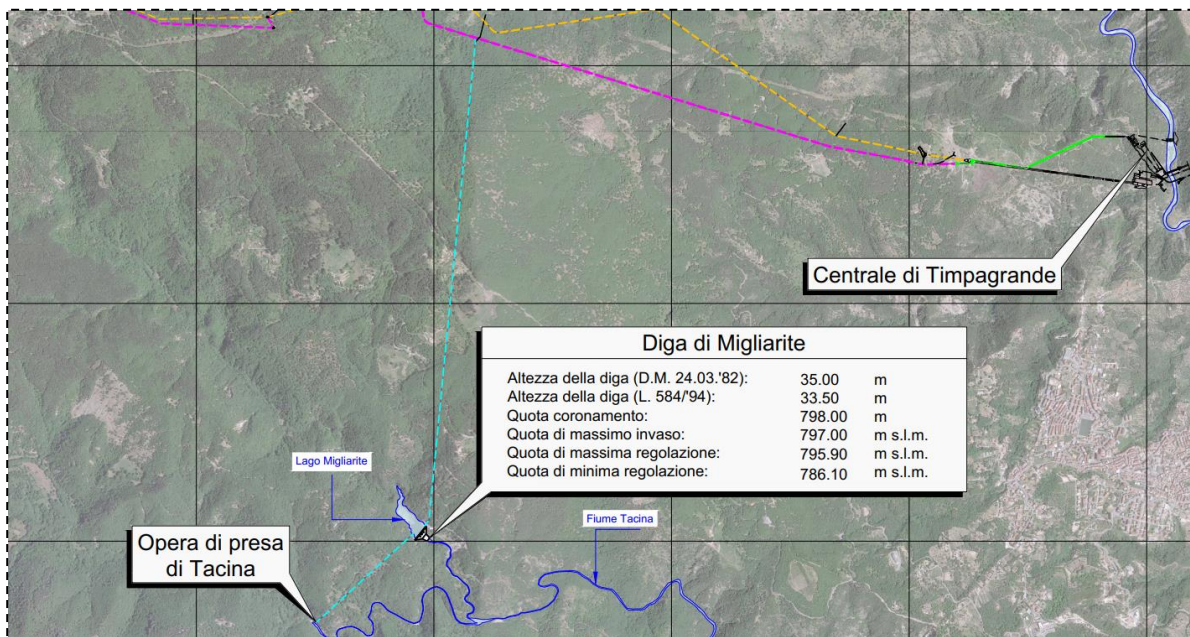 Centrale di Timpagrande
Diga di Migliarite
Altezza della diga (D.M. 24.03.'82): 35.00 m
Altezza della diga (L. 584/'94): 33.50 m
Quota coronamento: 798.00 m
Quota di massimo invaso: 797.00 m s.l.m.
Quota di massima regolazione: 795.90 m s.l.m.
Quota di minima regolazione: 786.10 m s.l.m.
Lago Migliarite
Fiume Tacina
Opera di presa
di Tacina